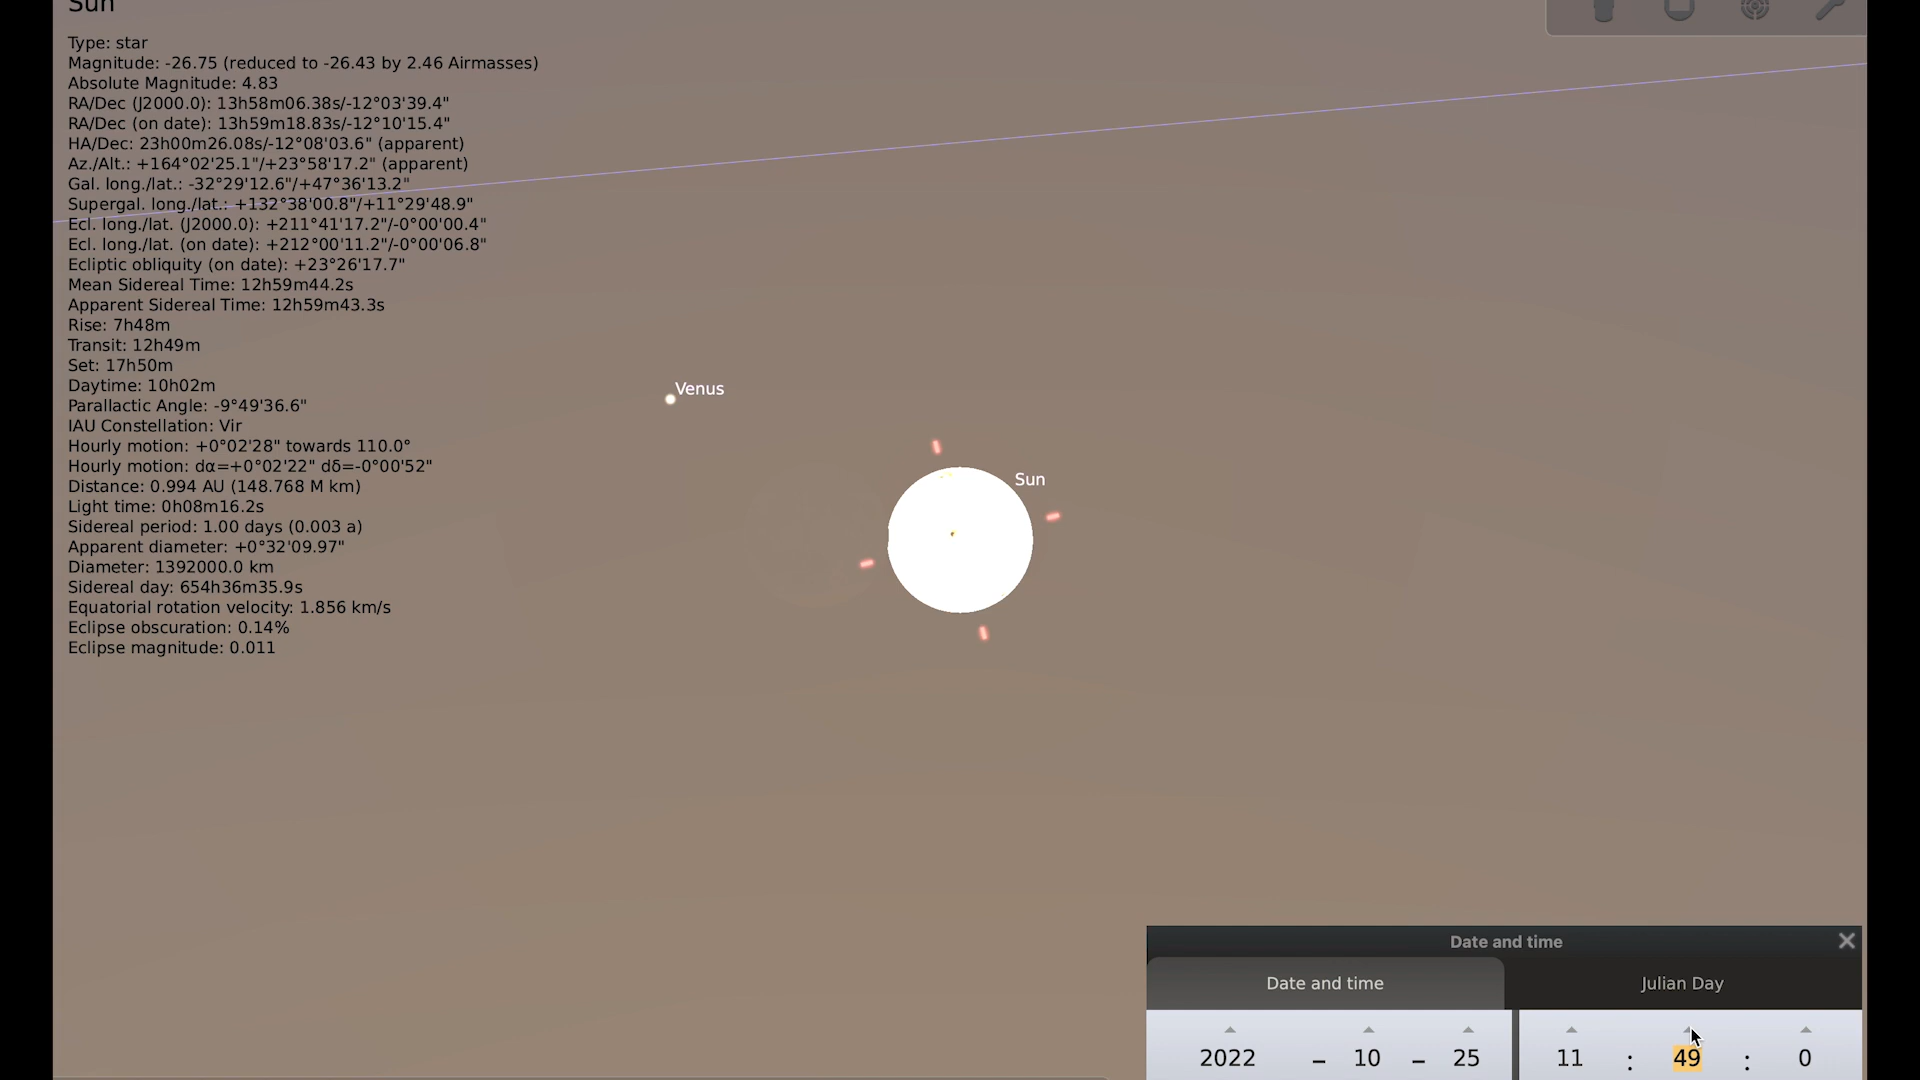 Sun
Type: star
Magnitude: -26.75 (reduced to -26.43 by 2.46 Airmasses)
Absolute Magnitude: 4.83
RA/Dec (J2000.0): 13h58m06.38s/-12°03'39.4"
RA/Dec (on date): 13h59m18.83s/-12°10'15.4"
HA/Dec: 23h00m26.08s/-12°08'03.6" (apparent)
Az./Alt.: +164°02'25.1"/+23°58'17.2" (apparent)
Gal. long./lat.: -32°29'12.6"/+47°36'13.2"
Supergal. long./lat.: +132°38'00.8"/+11°29'48.9"
Ecl. long./lat. (J2000.0): +211°41'17.2"/-0°00'00.4"
Ecl. long./lat. (on date): +212°00'11.2"/-0°00'06.8"
Ecliptic obliquity (on date): +23°26'17.7"
Mean Sidereal Time: 12h59m44.2s
Apparent Sidereal Time: 12h59m43.3s
Rise: 7h48m
Transit: 12h49m
Set: 17h50m
Daytime: 10h02m
Parallactic Angle: -9°49'36.6"
IAU Constellation: Vir
Hourly motion: +0°02'28" towards 110.0°
Hourly motion: dα=+0°02'22" dδ=-0°00'52"
Distance: 0.994 AU (148.768 M km)
Light time: 0h08m16.2s
Sidereal period: 1.00 days (0.003 a)
Apparent diameter: +0°32'09.97"
Diameter: 1392000.0 km
Sidereal day: 654h36m35.9s
Equatorial rotation velocity: 1.856 km/s
Eclipse obscuration: 0.14%
Eclipse magnitude: 0.011
Venus
Sun
Date and time
Date and time
Julian Day
2022 – 10 – 25
11 : 49 : 0